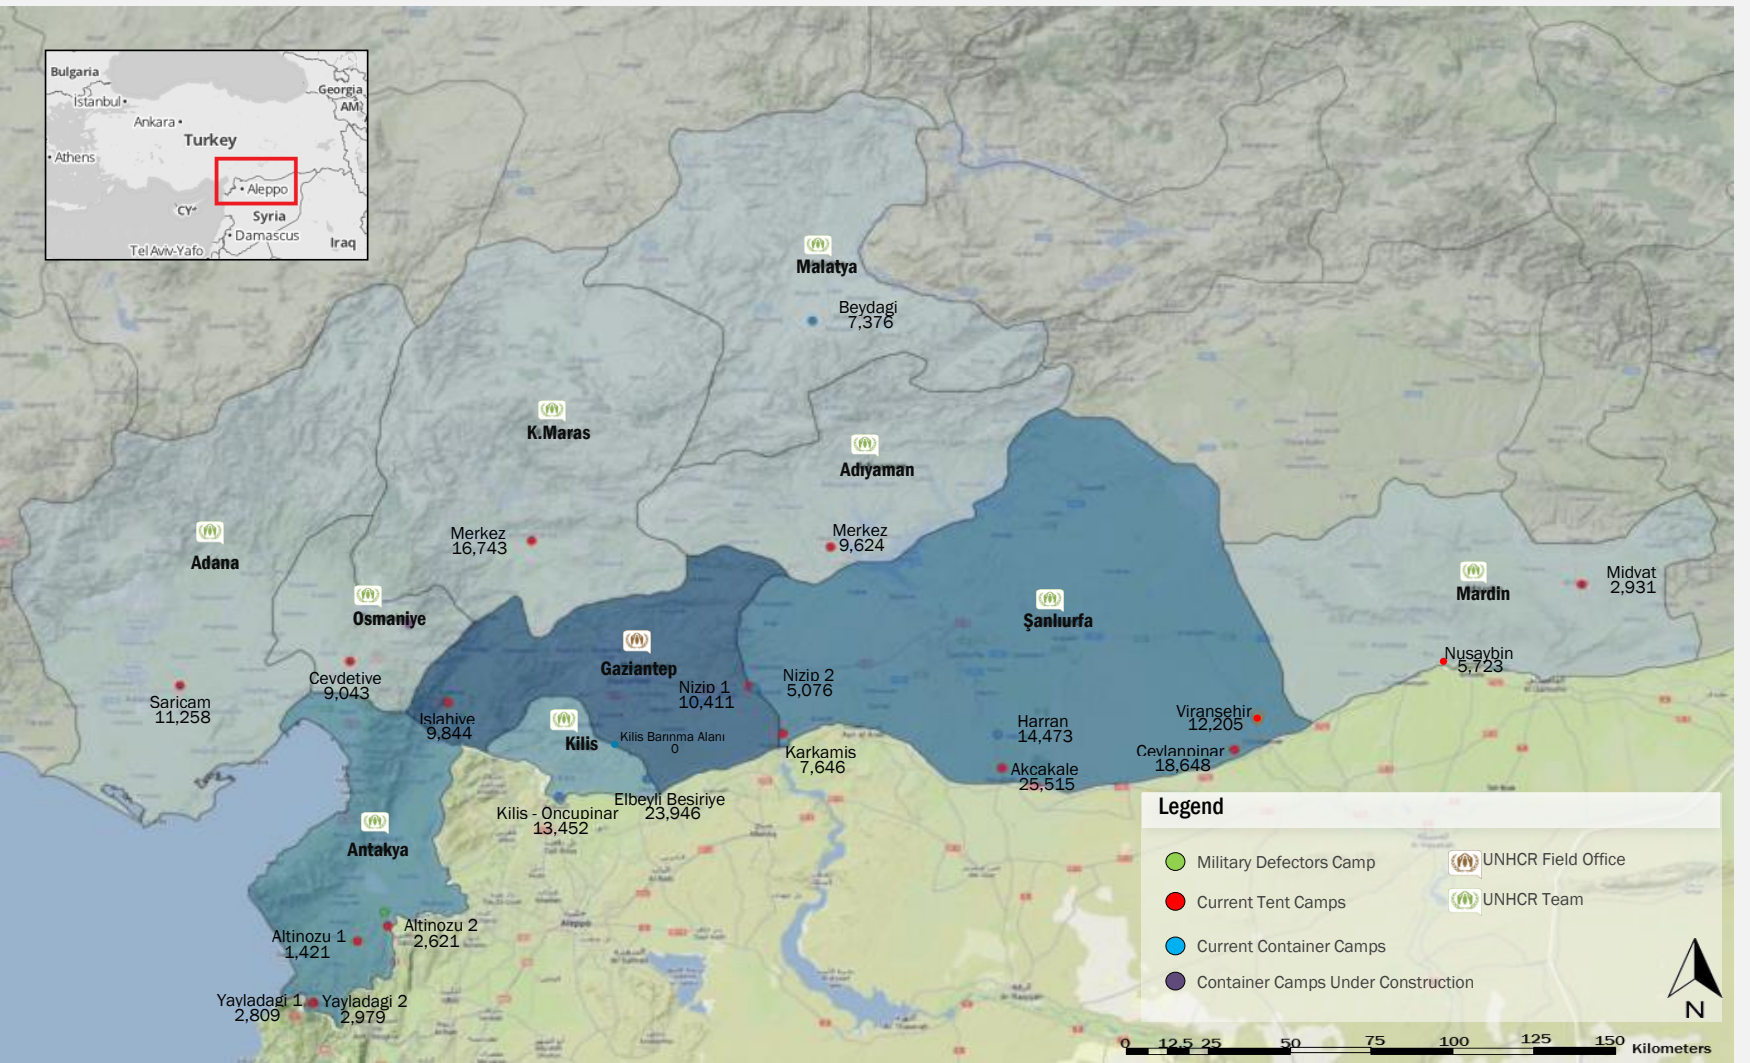 Bulgaria
Istanbul
Georgia
AM
Ankara
Turkey
Athens
Aleppo
CY
Syria
Damascus
Tel Aviv-Yafo
Iraq
Malatya
Beydagi
7,376
K.Maras
Merkez
16,743
Adıyaman
Merkez
9,624
Adana
Saricam
11,258
Osmaniye
Cevdetiye
9,043
Gaziantep
Islahiye
9,844
Nizip 1
10,411
Nizip 2
5,076
Karkamis
7,646
Kilis
Kilis Barınma Alanı
0
Kilis - Oncupinar
13,452
Elbeyli Besiriye
23,946
Şanlıurfa
Harran
14,473
Akcakale
25,515
Viransehir
12,205
Ceylanpinar
18,648
Mardin
Midyat
2,931
Nusaybin
5,723
Antakya
Altinozu 1
1,421
Altinozu 2
2,621
Yayladagi 1
2,809
Yayladagi 2
2,979
Legend
Military Defectors Camp
Current Tent Camps
Current Container Camps
Container Camps Under Construction
UNHCR Field Office
UNHCR Team
N
0 12,5 25 50 75 100 125 150 Kilometers